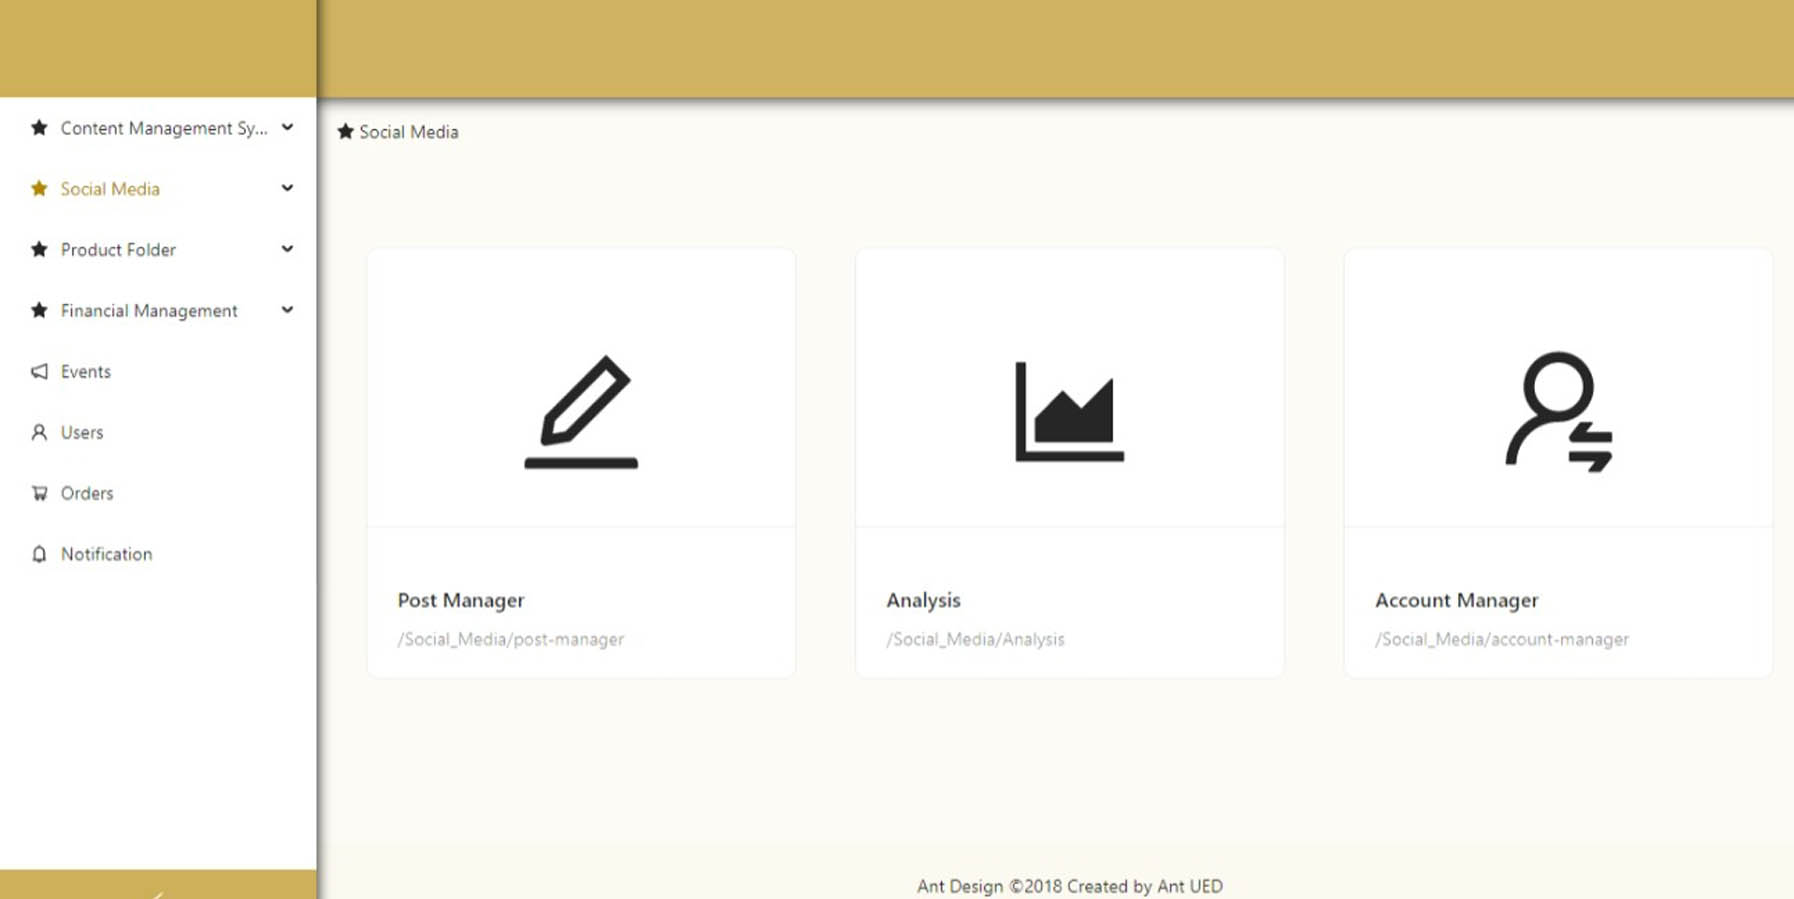 Content Management Sy...
Social Media
Product Folder
Financial Management
Events
Users
Orders
Notification
Social Media
Post Manager
/Social_Media/post-manager
Analysis
/Social_Media/Analysis
Account Manager
/Social_Media/account-manager
Ant Design ©2018 Created by Ant UED